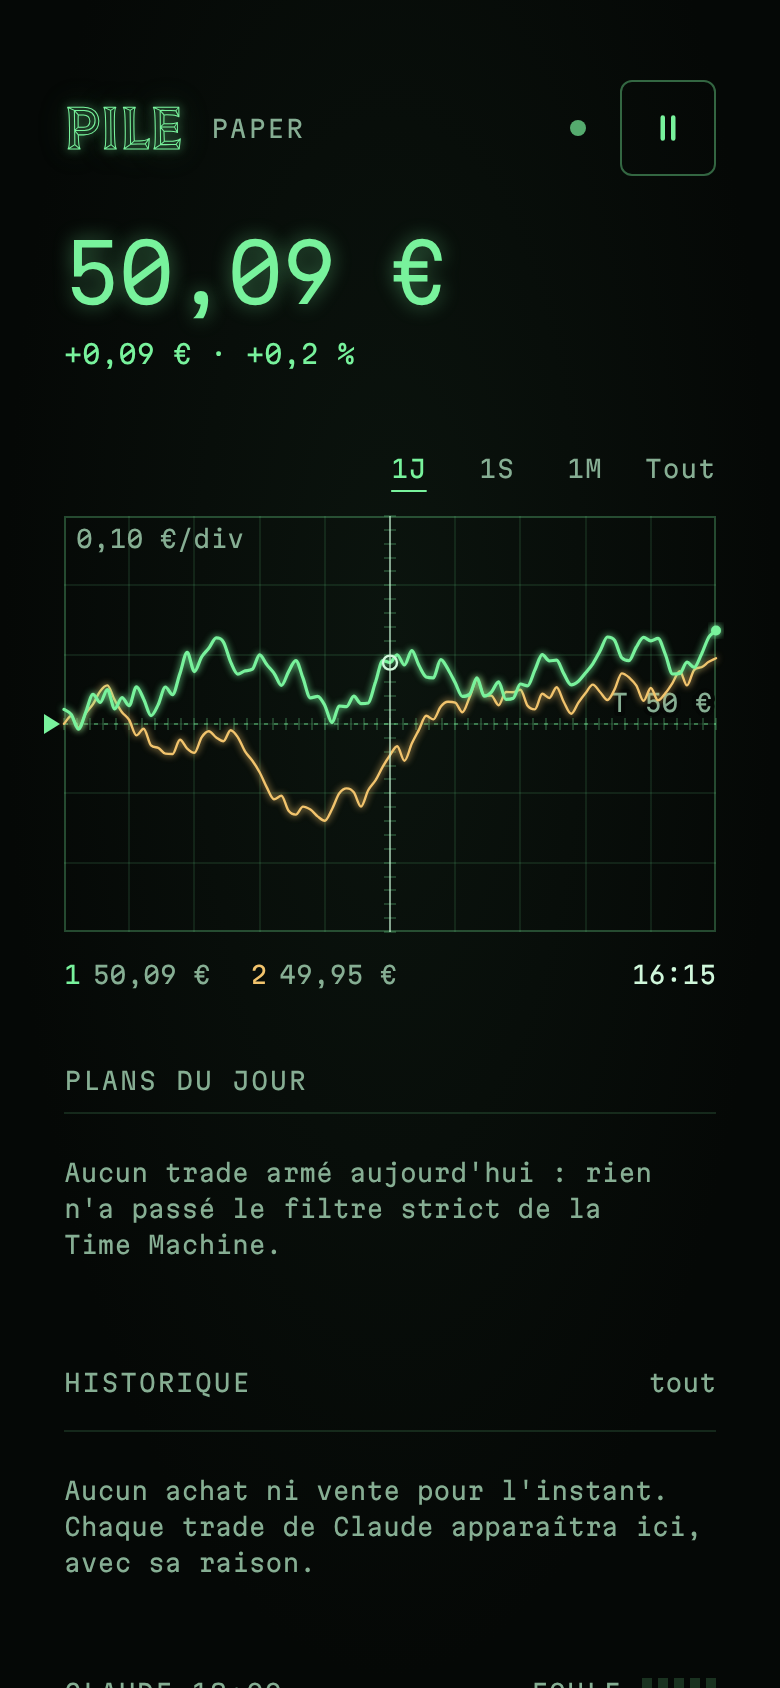 PILE PAPER
50,09 €
+0,09 € · +0,2 %
1J 1S 1M Tout
0,10 €/div
T 50 €
1 50,09 € 2 49,95 € 16:15
PLANS DU JOUR
Aucun trade armé aujourd'hui : rien
n'a passé le filtre strict de la
Time Machine.
HISTORIQUE tout
Aucun achat ni vente pour l'instant.
Chaque trade de Claude apparaîtra ici,
avec sa raison.